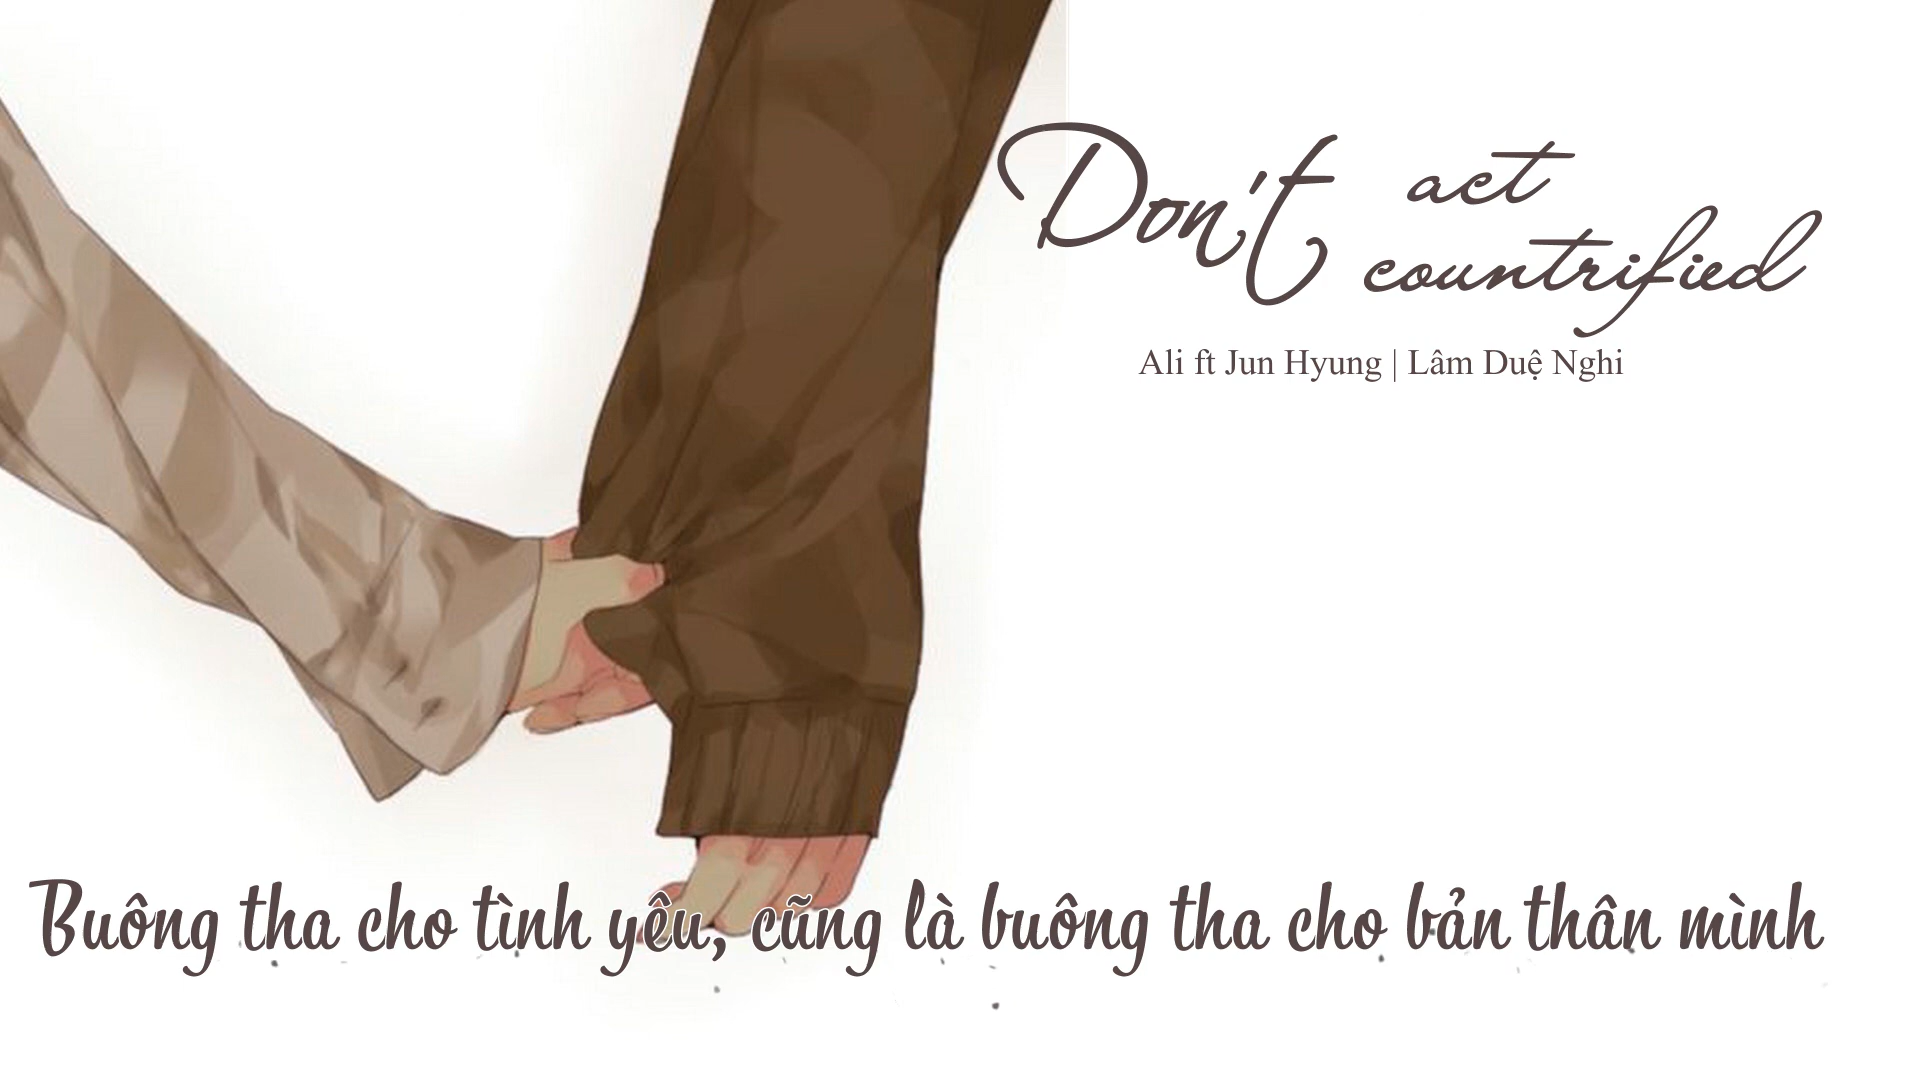 Don't act
countrified
Ali ft Jun Hyung | Lâm Duệ Nghi
Buông tha cho tình yêu, cũng là buông tha cho bản thân mình